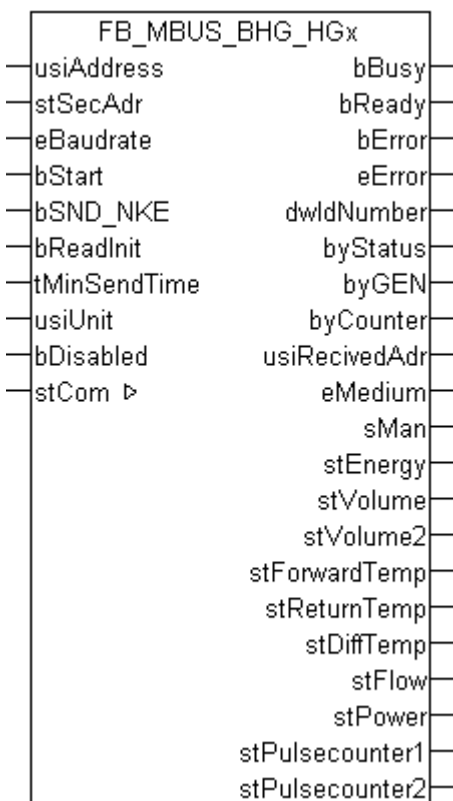 FB_MBUS_BHG_HGx
usiAddress bBusy
stSecAdr bReady
eBaudrate bError
bStart eError
bSND_NKE dwIdNumber
bReadInit byStatus
tMinSendTime byGEN
usiUnit byCounter
bDisabled usiRecivedAdr
stCom ▷ eMedium
sMan
stEnergy
stVolume
stVolume2
stForwardTemp
stReturnTemp
stDiffTemp
stFlow
stPower
stPulsecounter1
stPulsecounter2